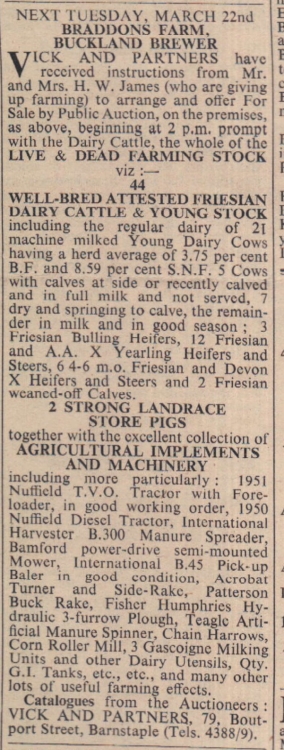 NEXT TUESDAY, MARCH 22nd
BRADDONS FARM,
BUCKLAND BREWER
VICK AND PARTNERS have
received instructions from Mr.
and Mrs. H. W. James (who are giving
up farming) to arrange and offer For
Sale by Public Auction, on the premises,
as above, beginning at 2 p.m. prompt
with the Dairy Cattle, the whole of the
LIVE & DEAD FARMING STOCK
viz :—
44
WELL-BRED ATTESTED FRIESIAN
DAIRY CATTLE & YOUNG STOCK
including the regular dairy of 21
machine milked Young Dairy Cows
having a herd average of 3.75 per cent
B.F. and 8.59 per cent S.N.F. 5 Cows
with calves at side or recently calved
and in full milk and not served, 7
dry and springing to calve, the remain-
der in milk and in good season ; 3
Friesian Bulling Heifers, 12 Friesian
and A.A. X Yearling Heifers and
Steers, 6 4-6 m.o. Friesian and Devon
X Heifers and Steers and 2 Friesian
weaned-off Calves.
2 STRONG LANDRACE
STORE PIGS
together with the excellent collection of
AGRICULTURAL IMPLEMENTS
AND MACHINERY
including more particularly : 1951
Nuffield T.V.O. Tractor with Fore-
loader, in good working order, 1950
Nuffield Diesel Tractor, International
Harvester B.300 Manure Spreader,
Bamford power-drive semi-mounted
Mower, International B.45 Pick-up
Baler in good condition, Acrobat
Turner and Side-Rake, Patterson
Buck Rake, Fisher Humphries Hy-
draulic 3-furrow Plough, Teagle Arti-
ficial Manure Spinner, Chain Harrows,
Corn Roller Mill, 3 Gascoigne Milking
Units and other Dairy Utensils, Qty.
G.I. Tanks, etc., etc., and many other
lots of useful farming effects.
Catalogues from the Auctioneers :
VICK AND PARTNERS, 79, Bout-
port Street, Barnstaple (Tels. 4388/9).